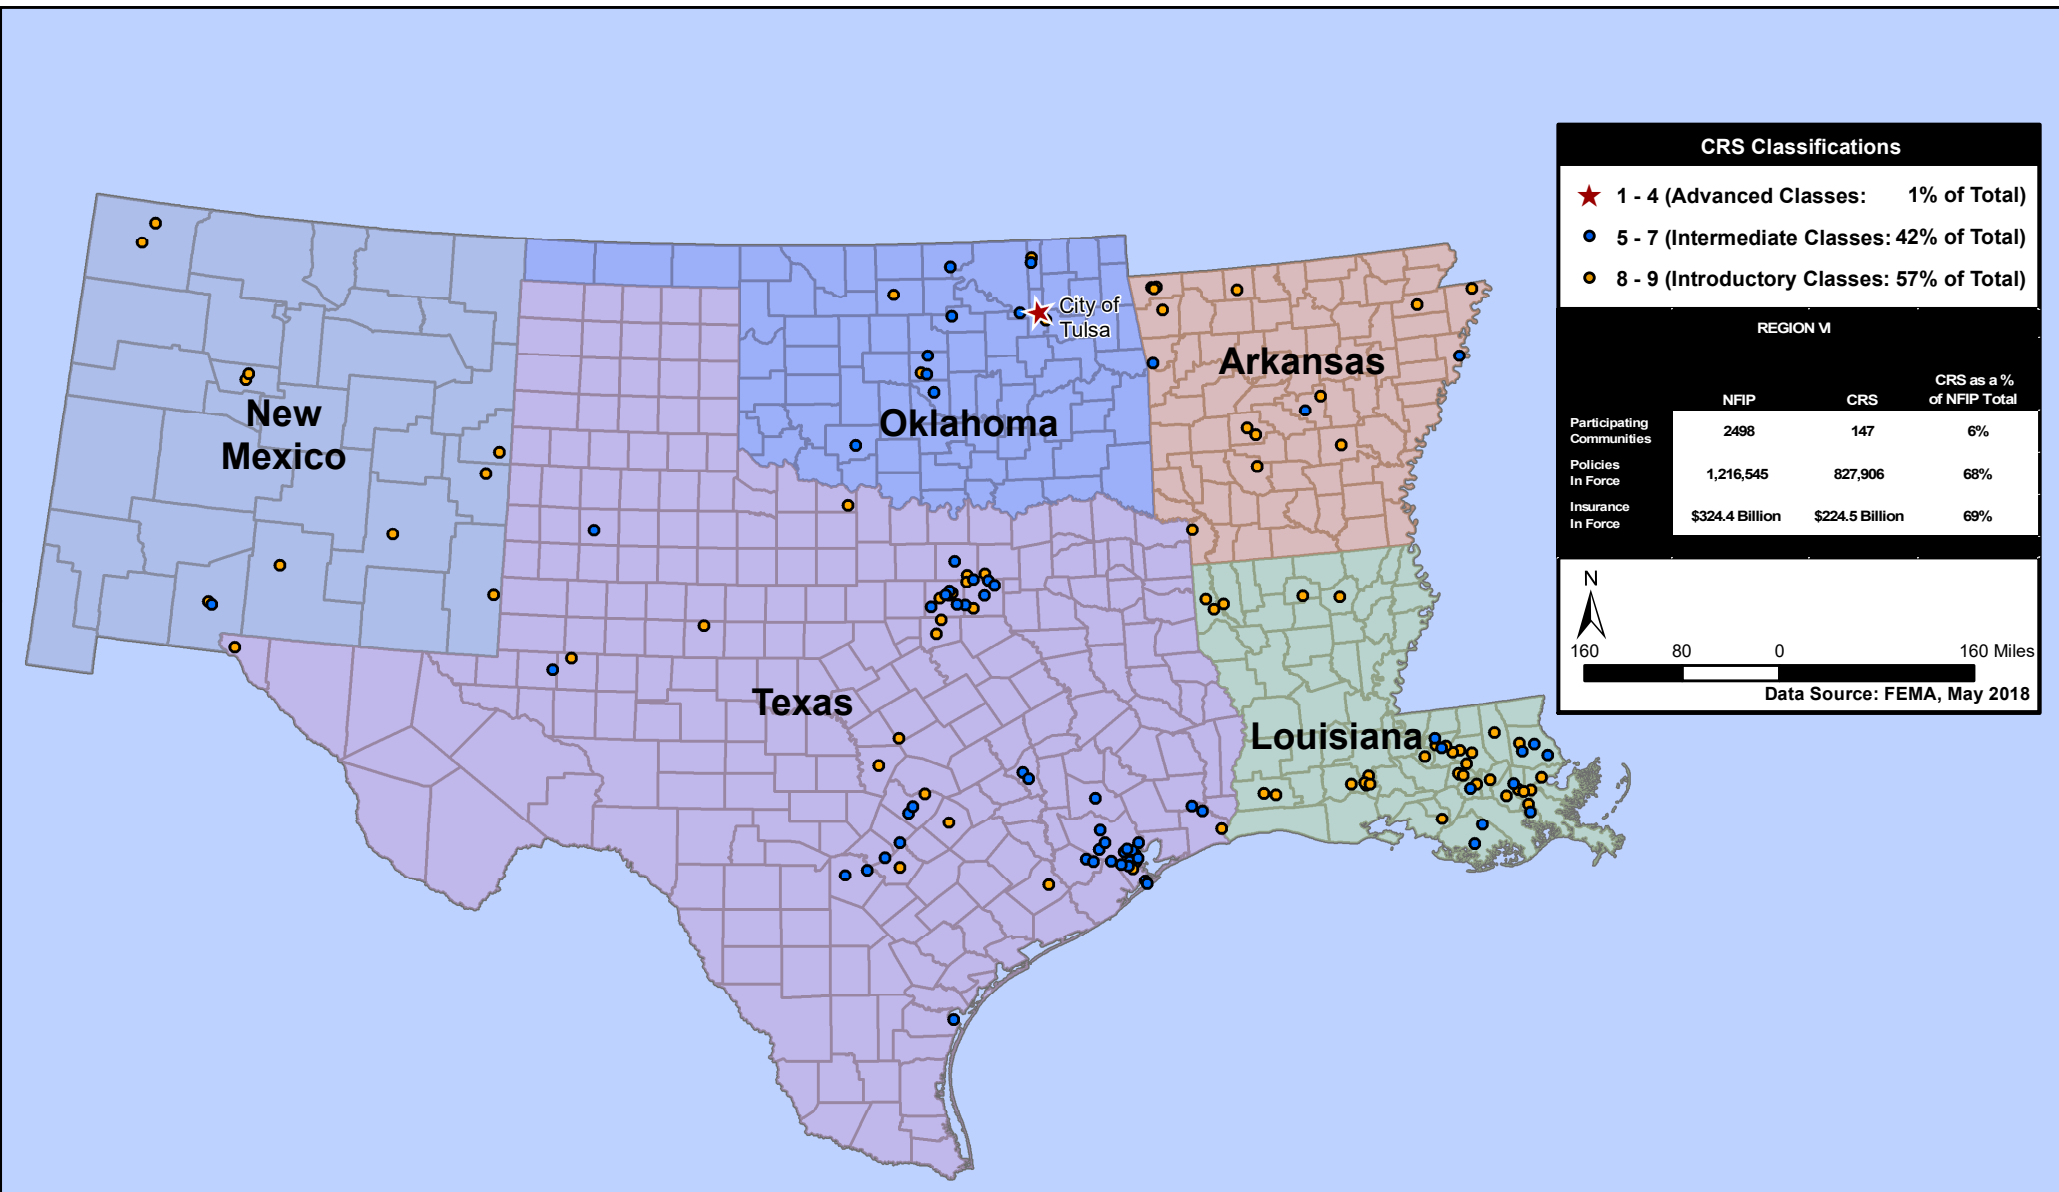 CRS Classifications
1 - 4 (Advanced Classes: 1% of Total)
5 - 7 (Intermediate Classes: 42% of Total)
8 - 9 (Introductory Classes: 57% of Total)
REGION VI
CRS as a %
NFIP CRS of NFIP Total
Participating
Communities 2498 147 6%
Policies
In Force 1,216,545 827,906 68%
Insurance
In Force $324.4 Billion $224.5 Billion 69%
N
160 80 0 160 Miles
Data Source: FEMA, May 2018
City of
Tulsa
Arkansas
New
Mexico
Oklahoma
Texas
Louisiana